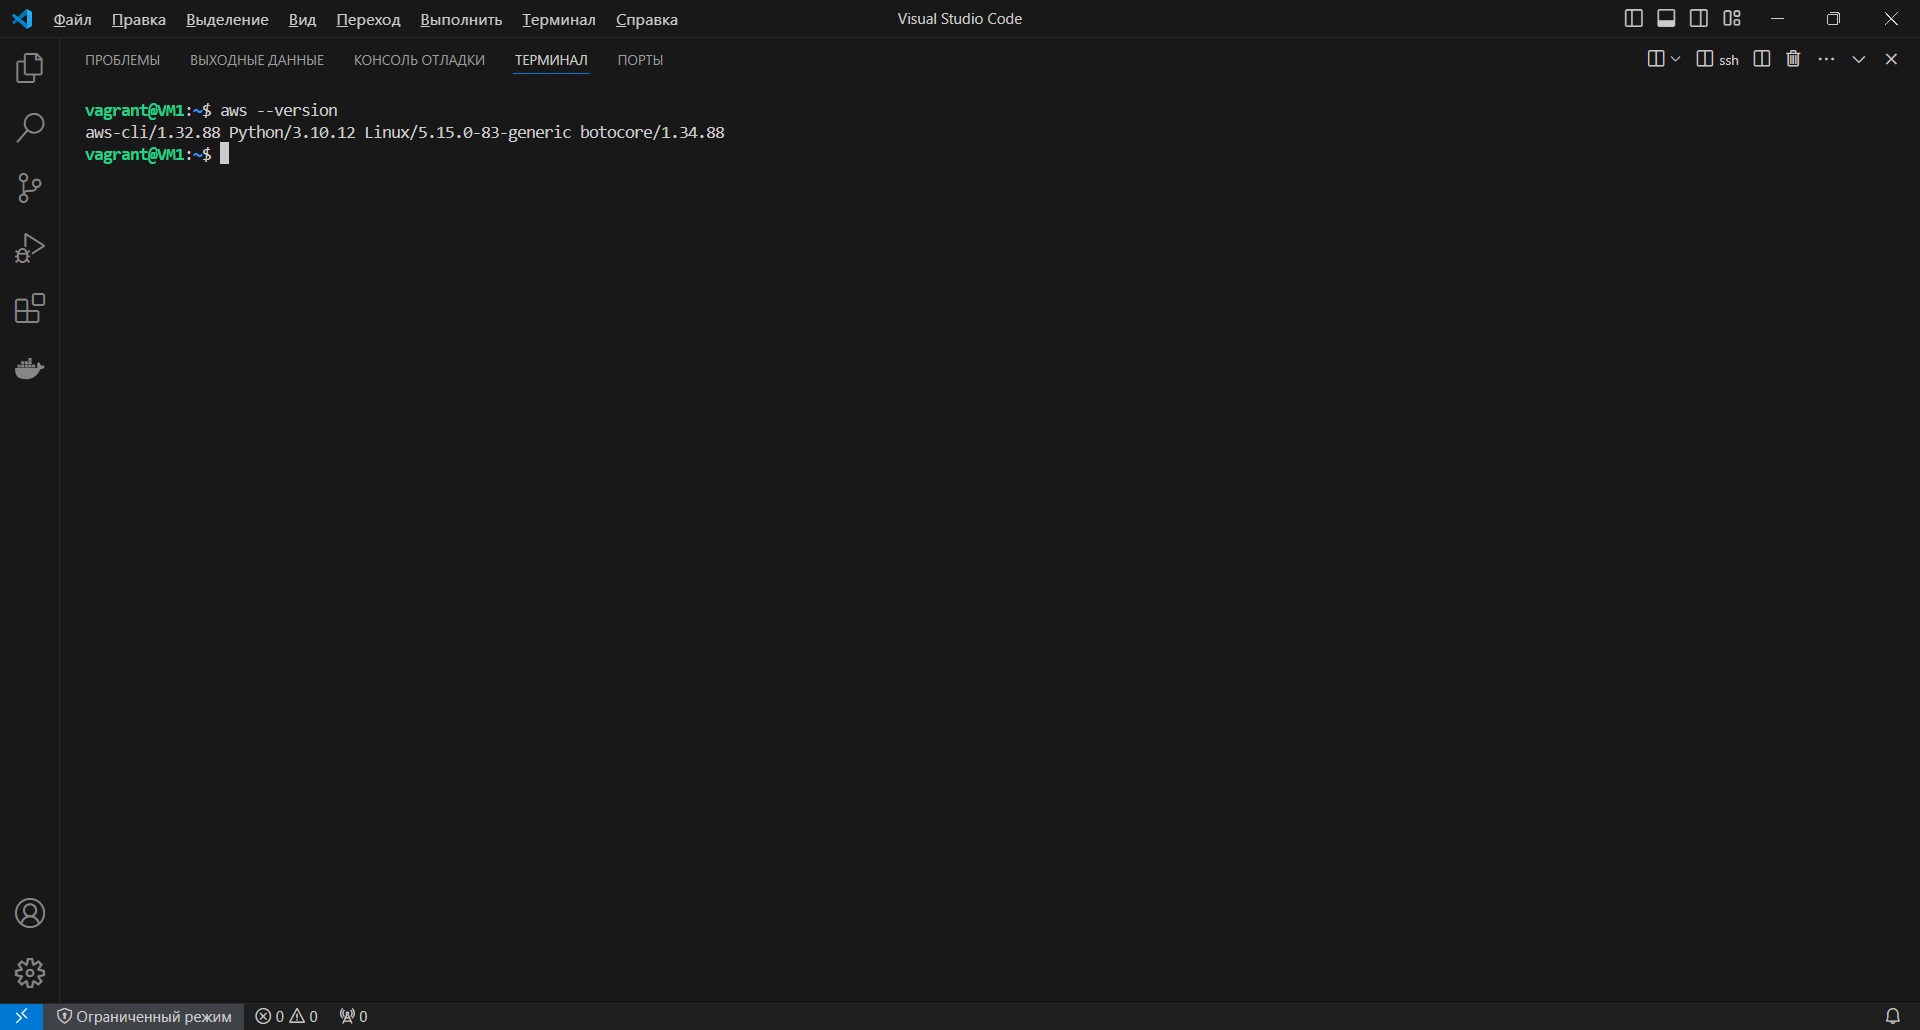 Файл Правка Выделение Вид Переход Выполнить Терминал Справка Visual Studio Code
ПРОБЛЕМЫ ВЫХОДНЫЕ ДАННЫЕ КОНСОЛЬ ОТЛАДКИ ТЕРМИНАЛ ПОРТЫ ssh
vagrant@VM1:~$ aws --version
aws-cli/1.32.88 Python/3.10.12 Linux/5.15.0-83-generic botocore/1.34.88
vagrant@VM1:~$
Ограниченный режим 0 0 0